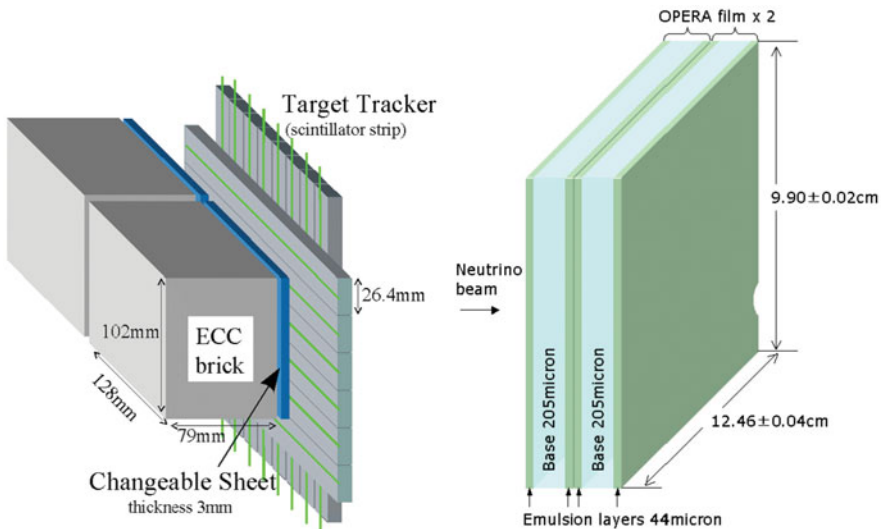 Target Tracker
(scintillator strip)
26.4mm
102mm
ECC
brick
128mm
79mm
Changeable Sheet
thickness 3mm
OPERA film x 2
9.90±0.02cm
Neutrino
beam
Base 205micron
Base 205micron
12.46±0.04cm
Emulsion layers 44micron